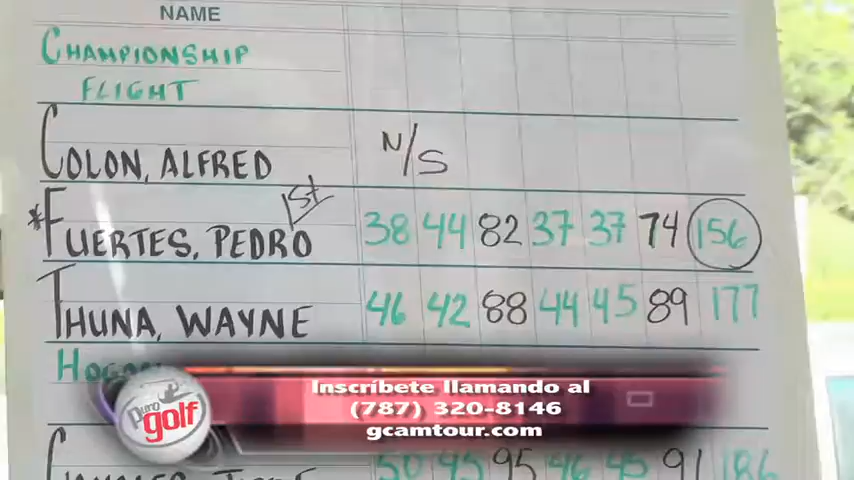 NAME
CHAMPIONSHIP
FLIGHT
COLON, ALFRED N/S
*FUERTES, PEDRO 1st 38 44 82 37 37 74 156
THUNA, WAYNE 46 42 88 44 45 89 177
Inscríbete llamando al
(787) 320-8146
gcamtour.com
puro
golf
50 45 95 46 45 91 186